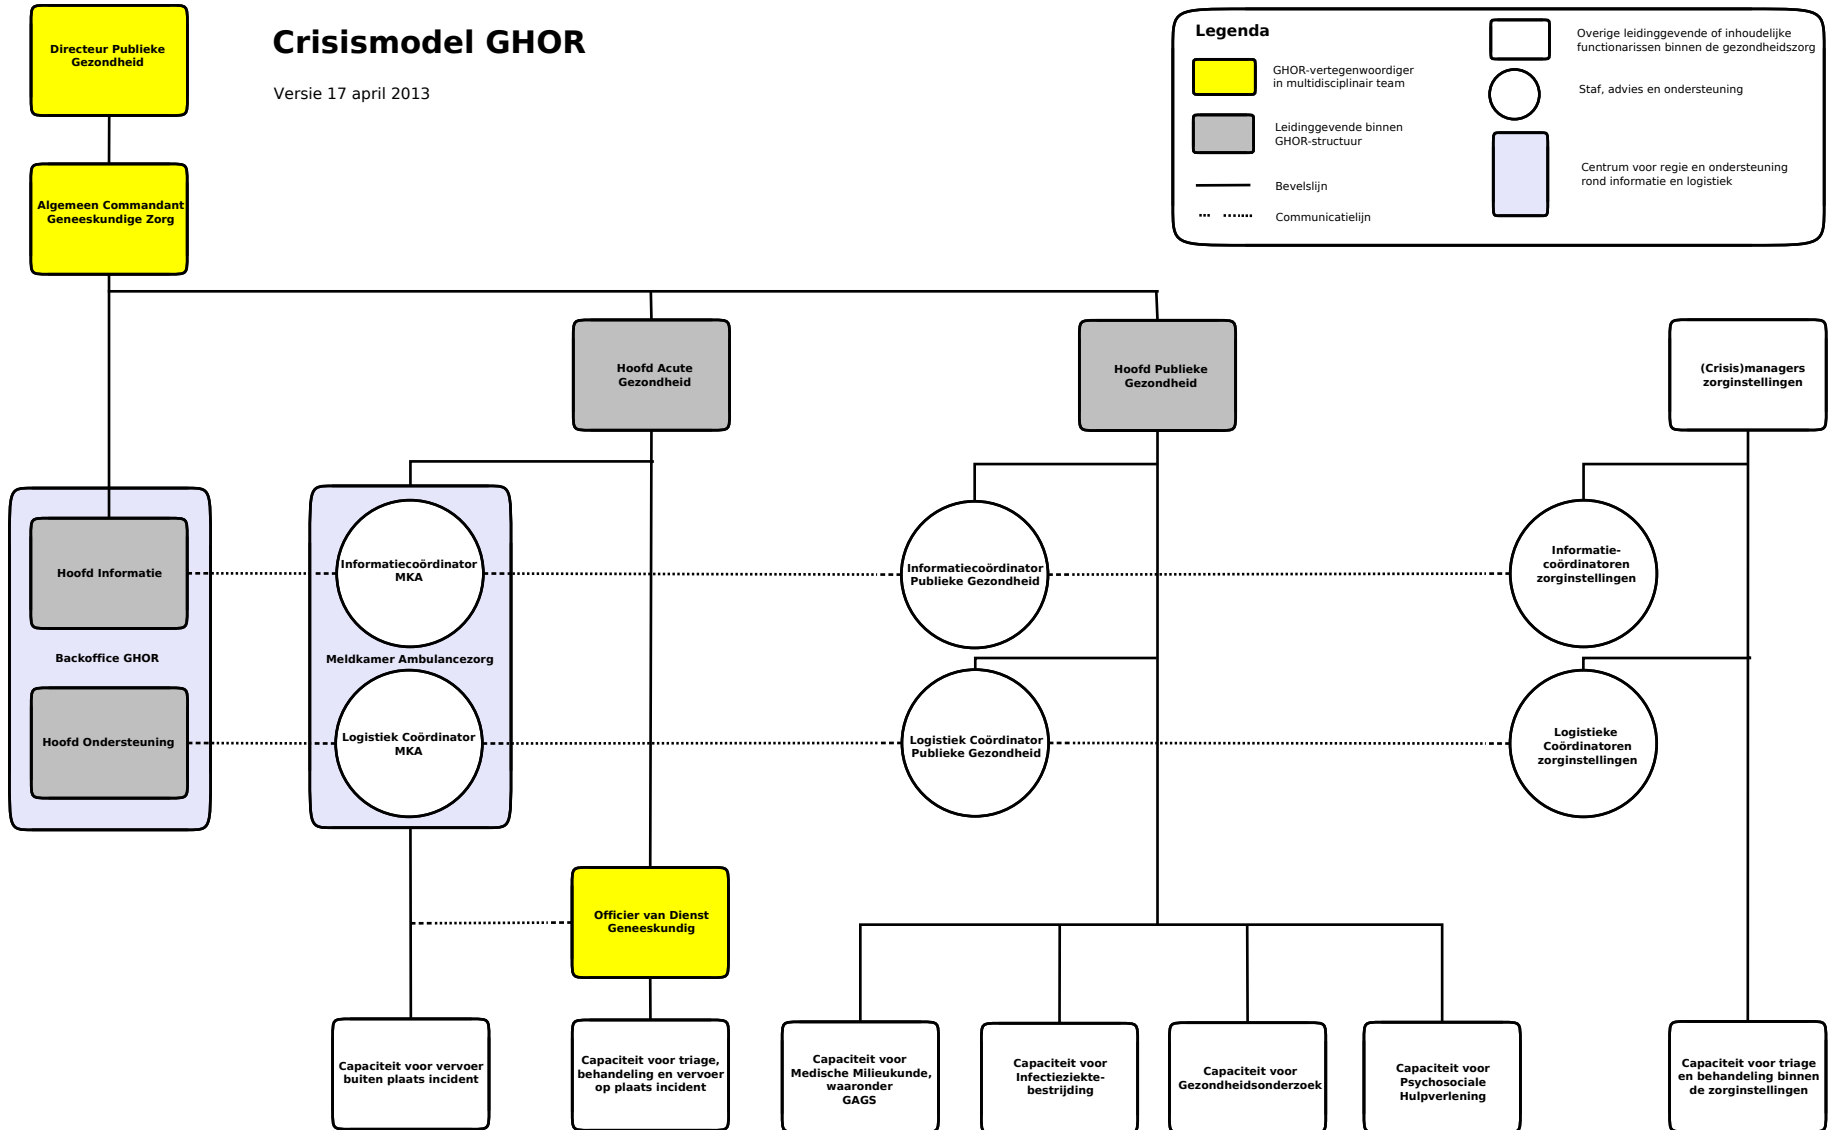 Crisismodel GHOR
Versie 17 april 2013
Directeur Publieke
Gezondheid
Algemeen Commandant
Geneeskundige Zorg
Legenda
GHOR-vertegenwoordiger
in multidisciplinair team
Leidinggevende binnen
GHOR-structuur
Bevelslijn
Communicatielijn
Overige leidinggevende of inhoudelijke
functionarissen binnen de gezondheidszorg
Staf, advies en ondersteuning
Centrum voor regie en ondersteuning
rond informatie en logistiek
Hoofd Acute
Gezondheid
Hoofd Publieke
Gezondheid
(Crisis)managers
zorginstellingen
Hoofd Informatie
Informatiecoördinator
MKA
Informatiecoördinator
Publieke Gezondheid
Informatie-
coördinatoren
zorginstellingen
Backoffice GHOR
Meldkamer Ambulancezorg
Hoofd Ondersteuning
Logistiek Coördinator
MKA
Logistiek Coördinator
Publieke Gezondheid
Logistieke
Coördinatoren
zorginstellingen
Officier van Dienst
Geneeskundig
Capaciteit voor vervoer
buiten plaats incident
Capaciteit voor triage,
behandeling en vervoer
op plaats incident
Capaciteit voor
Medische Milieukunde,
waaronder
GAGS
Capaciteit voor
Infectieziekte-
bestrijding
Capaciteit voor
Gezondheidsonderzoek
Capaciteit voor
Psychosociale
Hulpverlening
Capaciteit voor triage
en behandeling binnen
de zorginstellingen